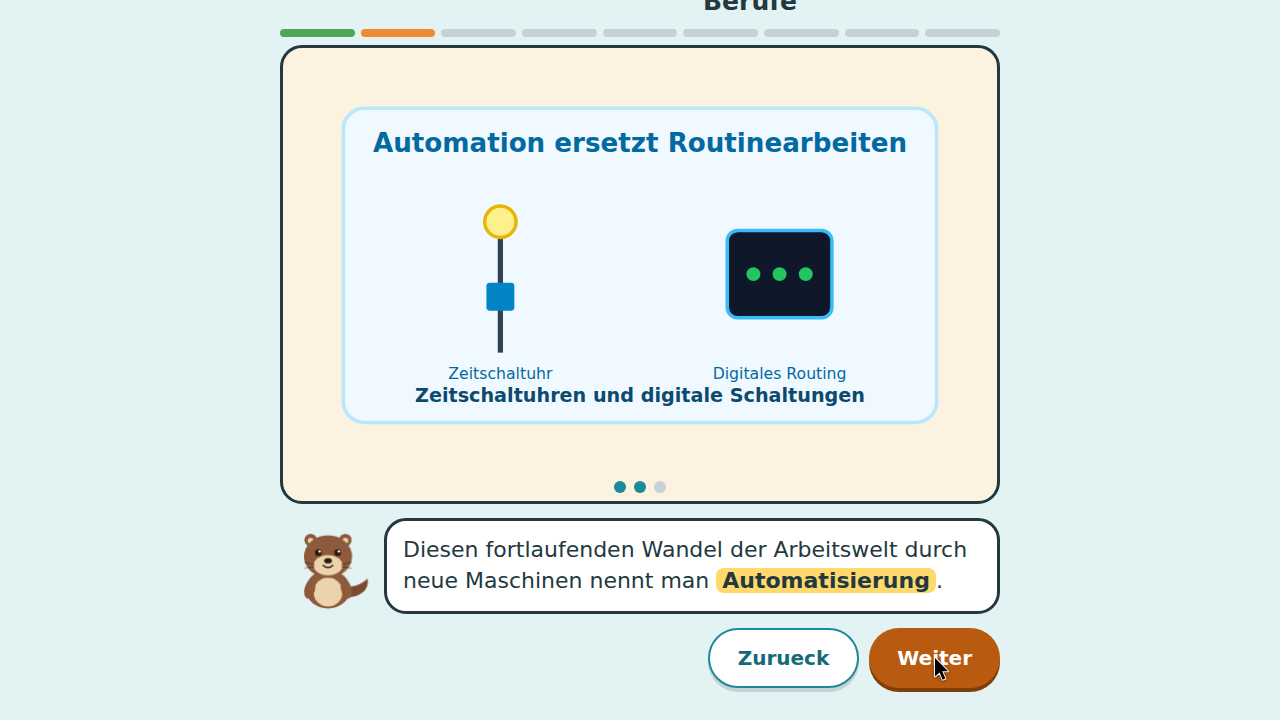 Berufe
Automation ersetzt Routinearbeiten
Zeitschaltuhr
Digitales Routing
Zeitschaltuhren und digitale Schaltungen
Diesen fortlaufenden Wandel der Arbeitswelt durch
neue Maschinen nennt man Automatisierung.
Zurueck
Weiter